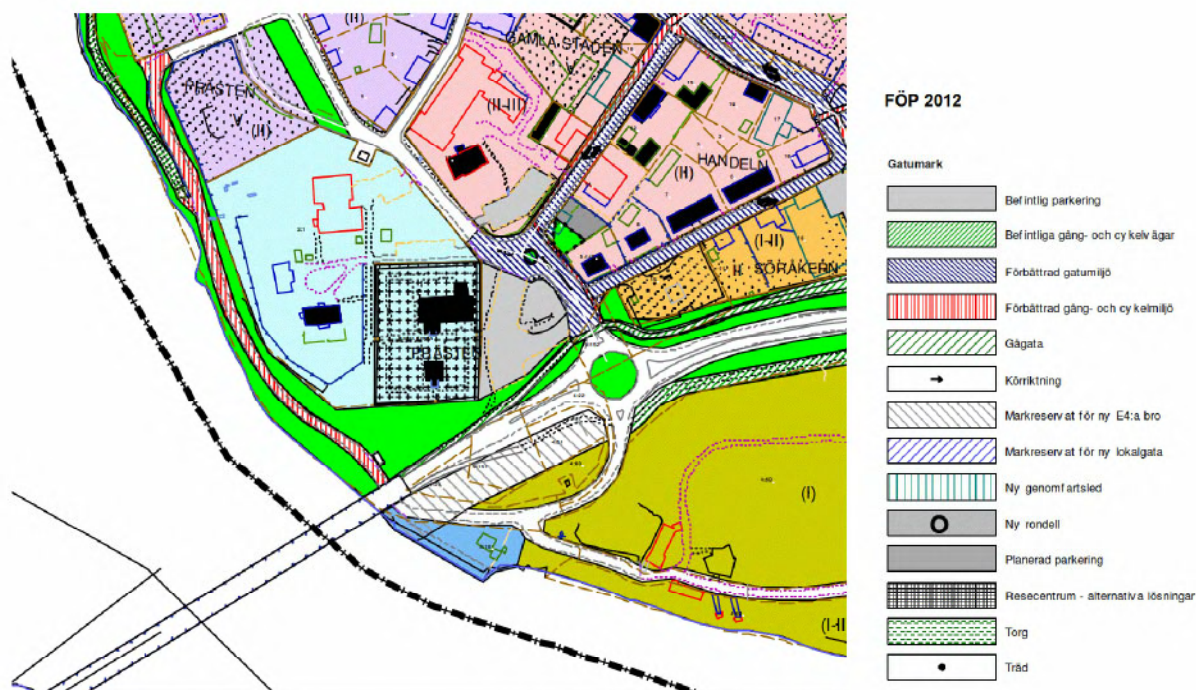 (II)
GAMLA STADEN
PRÄSTEN
(II)
(II-III)
HANDELN
(II)
(I-II)
SÖRÅKERN
PRÄSTEN
(I)
FÖP 2012
Gatumark
Befintlig parkering
Befintliga gång- och cykelvägar
Förbättrad gatumiljö
Förbättrad gång- och cykelmiljö
Gågata
Körriktning
Markreservat för ny E4:a bro
Markreservat för ny lokalgata
Ny genomfartsled
Ny rondell
Planerad parkering
Resecentrum - alternativa lösningar
Torg
Träd